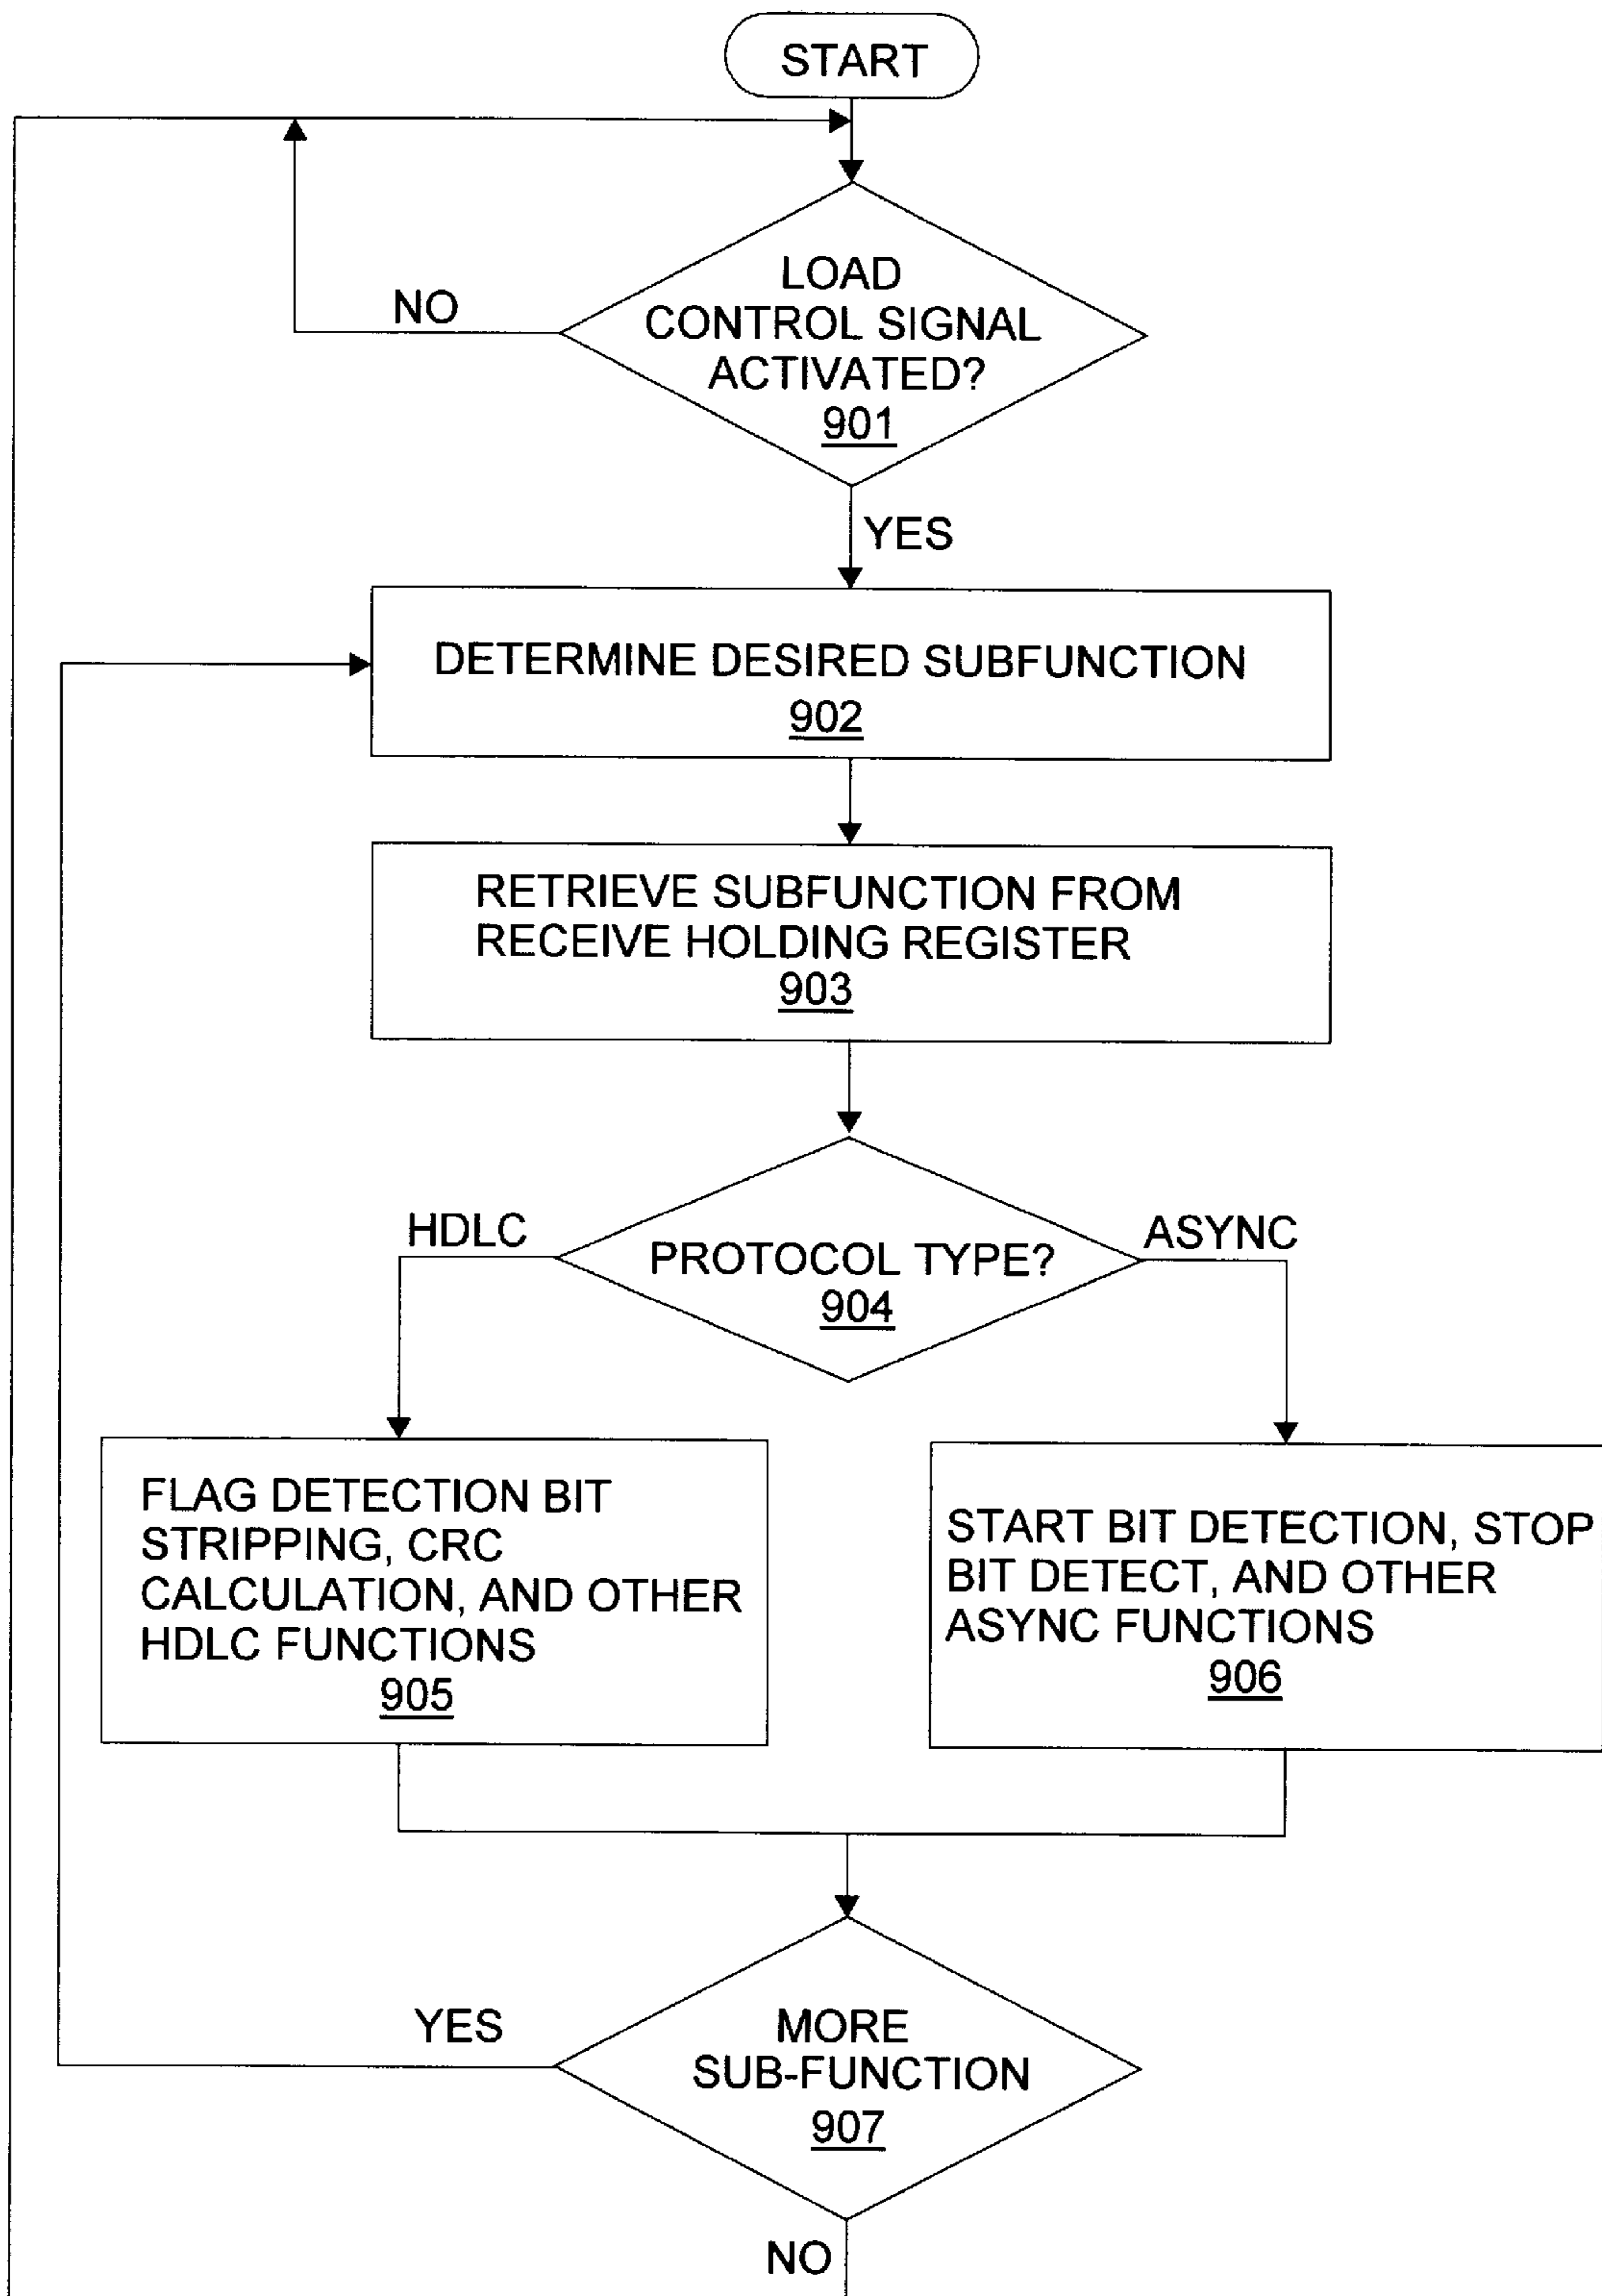 START
LOAD
CONTROL SIGNAL
ACTIVATED?
901
NO
YES
DETERMINE DESIRED SUBFUNCTION
902
RETRIEVE SUBFUNCTION FROM
RECEIVE HOLDING REGISTER
903
HDLC
PROTOCOL TYPE?
904
ASYNC
FLAG DETECTION BIT
STRIPPING, CRC
CALCULATION, AND OTHER
HDLC FUNCTIONS
905
START BIT DETECTION, STOP
BIT DETECT, AND OTHER
ASYNC FUNCTIONS
906
YES
MORE
SUB-FUNCTION
907
NO